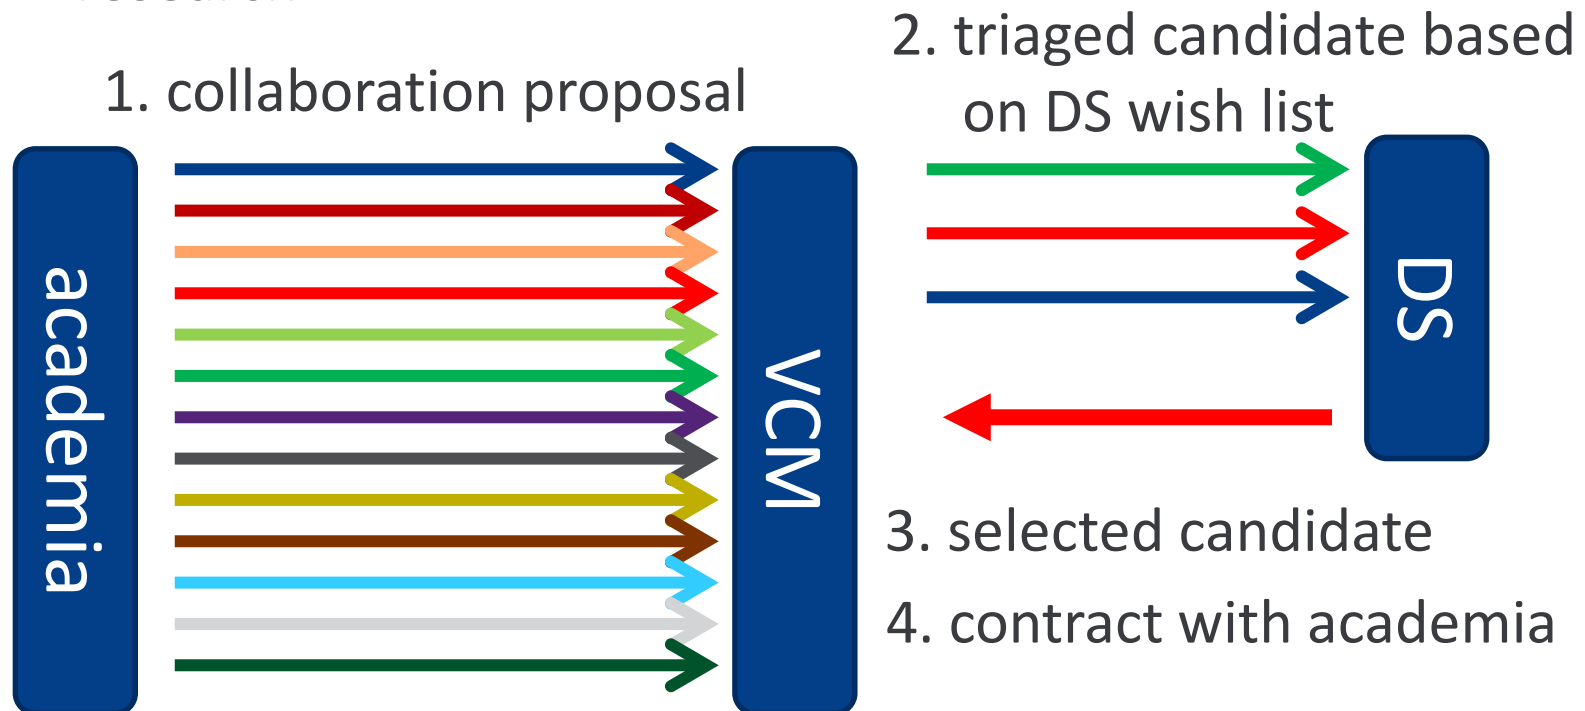 2. triaged candidate based
on DS wish list
1. collaboration proposal
academia
VCM
DS
3. selected candidate
4. contract with academia